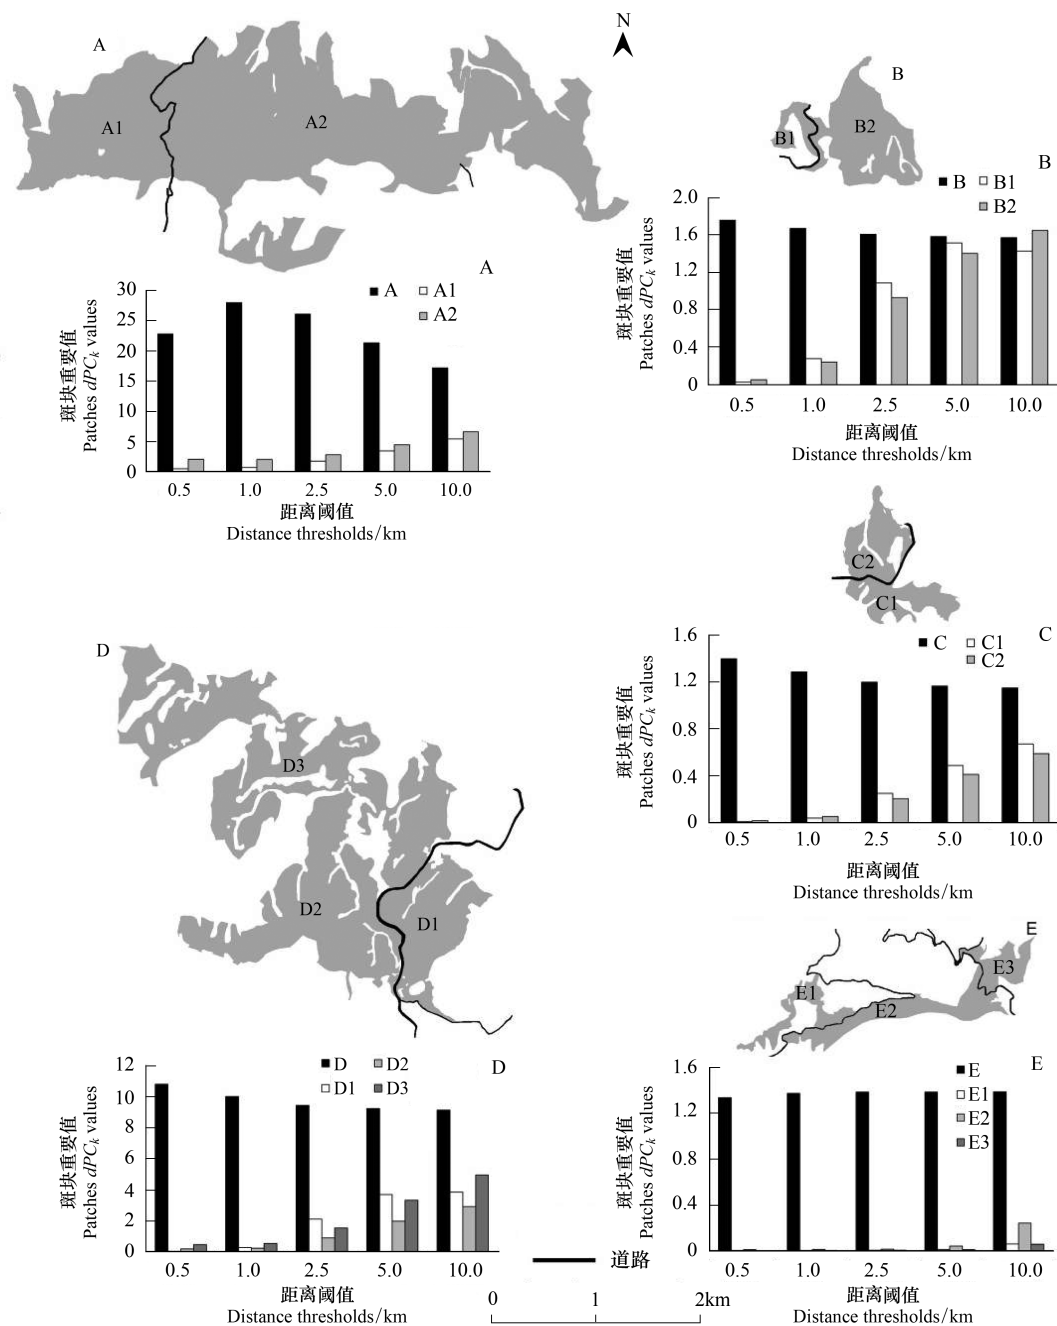 N
A
A1
A2
A
A
A1
A2
斑块重要值
Patches dPCₖ values
30
25
20
15
10
5
0
0.5 1.0 2.5 5.0 10.0
距离阈值
Distance thresholds/km
B
B1
B2
B
B
B1
B2
斑块重要值
Patches dPCₖ values
2.0
1.6
1.2
0.8
0.4
0
0.5 1.0 2.5 5.0 10.0
距离阈值
Distance thresholds/km
C2
C1
C
C
C1
C2
斑块重要值
Patches dPCₖ values
1.6
1.2
0.8
0.4
0
0.5 1.0 2.5 5.0 10.0
距离阈值
Distance thresholds/km
D
D3
D2
D1
D
D D2
D1 D3
斑块重要值
Patches dPCₖ values
12
10
8
6
4
2
0
0.5 1.0 2.5 5.0 10.0
距离阈值
Distance thresholds/km
E
E3
E1
E2
E
E
E1
E2
E3
斑块重要值
Patches dPCₖ values
1.6
1.2
0.8
0.4
0
0.5 1.0 2.5 5.0 10.0
距离阈值
Distance thresholds/km
道路
0 1 2km